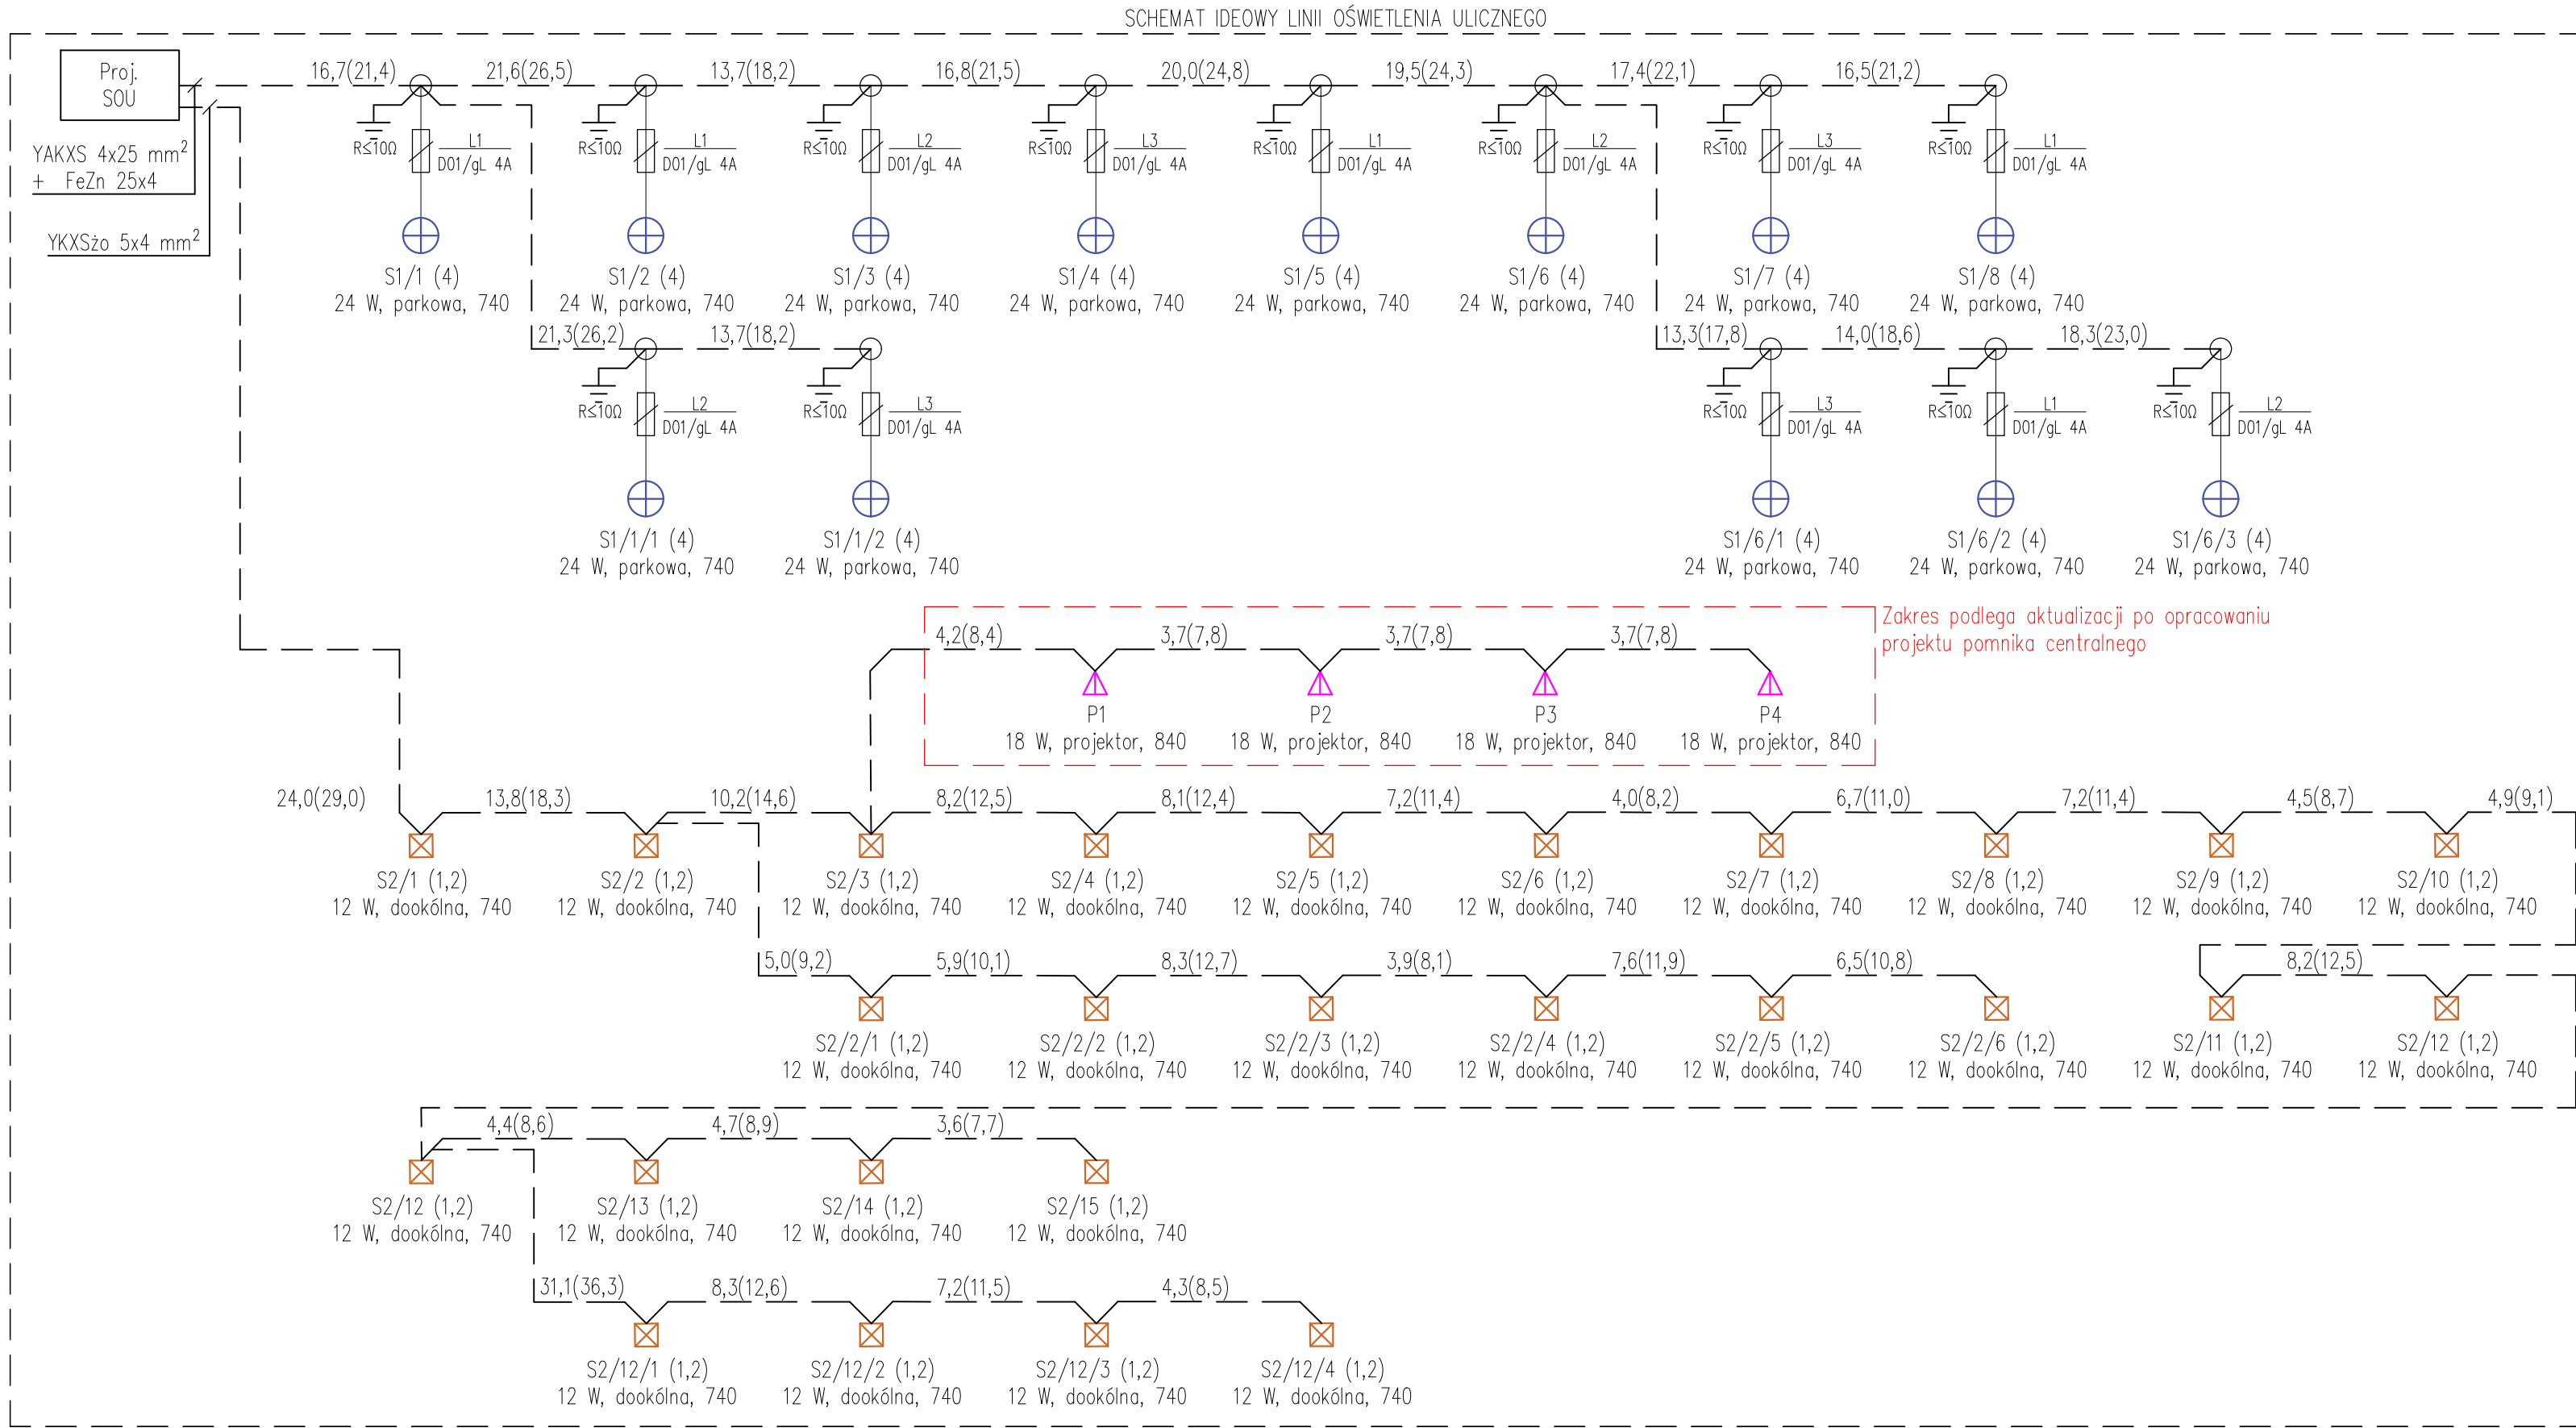 SCHEMAT IDEOWY LINII OŚWIETLENIA ULICZNEGO
Proj.
SOU
YAKXS 4x25 mm²
+ FeZn 25x4
YKXSżo 5x4 mm²
16,7(21,4) 21,6(26,5) 13,7(18,2) 16,8(21,5) 20,0(24,8) 19,5(24,3) 17,4(22,1) 16,5(21,2)
L1 L1 L2 L3 L1 L2 L3 L1
R≤10Ω D01/gL 4A R≤10Ω D01/gL 4A R≤10Ω D01/gL 4A R≤10Ω D01/gL 4A R≤10Ω D01/gL 4A R≤10Ω D01/gL 4A R≤10Ω D01/gL 4A R≤10Ω D01/gL 4A
S1/1 (4) S1/2 (4) S1/3 (4) S1/4 (4) S1/5 (4) S1/6 (4) S1/7 (4) S1/8 (4)
24 W, parkowa, 740 24 W, parkowa, 740 24 W, parkowa, 740 24 W, parkowa, 740 24 W, parkowa, 740 24 W, parkowa, 740 24 W, parkowa, 740 24 W, parkowa, 740
21,3(26,2) 13,7(18,2) 13,3(17,8) 14,0(18,6) 18,3(23,0)
L2 L3 L3 L1 L2
R≤10Ω D01/gL 4A R≤10Ω D01/gL 4A R≤10Ω D01/gL 4A R≤10Ω D01/gL 4A R≤10Ω D01/gL 4A
S1/1/1 (4) S1/1/2 (4) S1/6/1 (4) S1/6/2 (4) S1/6/3 (4)
24 W, parkowa, 740 24 W, parkowa, 740 24 W, parkowa, 740 24 W, parkowa, 740 24 W, parkowa, 740
Zakres podlega aktualizacji po opracowaniu
projektu pomnika centralnego
4,2(8,4) 3,7(7,8) 3,7(7,8) 3,7(7,8)
P1 P2 P3 P4
18 W, projektor, 840 18 W, projektor, 840 18 W, projektor, 840 18 W, projektor, 840
24,0(29,0) 13,8(18,3) 10,2(14,6) 8,2(12,5) 8,1(12,4) 7,2(11,4) 4,0(8,2) 6,7(11,0) 7,2(11,4) 4,5(8,7) 4,9(9,1)
S2/1 (1,2) S2/2 (1,2) S2/3 (1,2) S2/4 (1,2) S2/5 (1,2) S2/6 (1,2) S2/7 (1,2) S2/8 (1,2) S2/9 (1,2) S2/10 (1,2)
12 W, dookólna, 740 12 W, dookólna, 740 12 W, dookólna, 740 12 W, dookólna, 740 12 W, dookólna, 740 12 W, dookólna, 740 12 W, dookólna, 740 12 W, dookólna, 740 12 W, dookólna, 740 12 W, dookólna, 740
5,0(9,2) 5,9(10,1) 8,3(12,7) 3,9(8,1) 7,6(11,9) 6,5(10,8) 8,2(12,5)
S2/2/1 (1,2) S2/2/2 (1,2) S2/2/3 (1,2) S2/2/4 (1,2) S2/2/5 (1,2) S2/2/6 (1,2) S2/11 (1,2) S2/12 (1,2)
12 W, dookólna, 740 12 W, dookólna, 740 12 W, dookólna, 740 12 W, dookólna, 740 12 W, dookólna, 740 12 W, dookólna, 740 12 W, dookólna, 740 12 W, dookólna, 740
4,4(8,6) 4,7(8,9) 3,6(7,7)
S2/12 (1,2) S2/13 (1,2) S2/14 (1,2) S2/15 (1,2)
12 W, dookólna, 740 12 W, dookólna, 740 12 W, dookólna, 740 12 W, dookólna, 740
31,1(36,3) 8,3(12,6) 7,2(11,5) 4,3(8,5)
S2/12/1 (1,2) S2/12/2 (1,2) S2/12/3 (1,2) S2/12/4 (1,2)
12 W, dookólna, 740 12 W, dookólna, 740 12 W, dookólna, 740 12 W, dookólna, 740